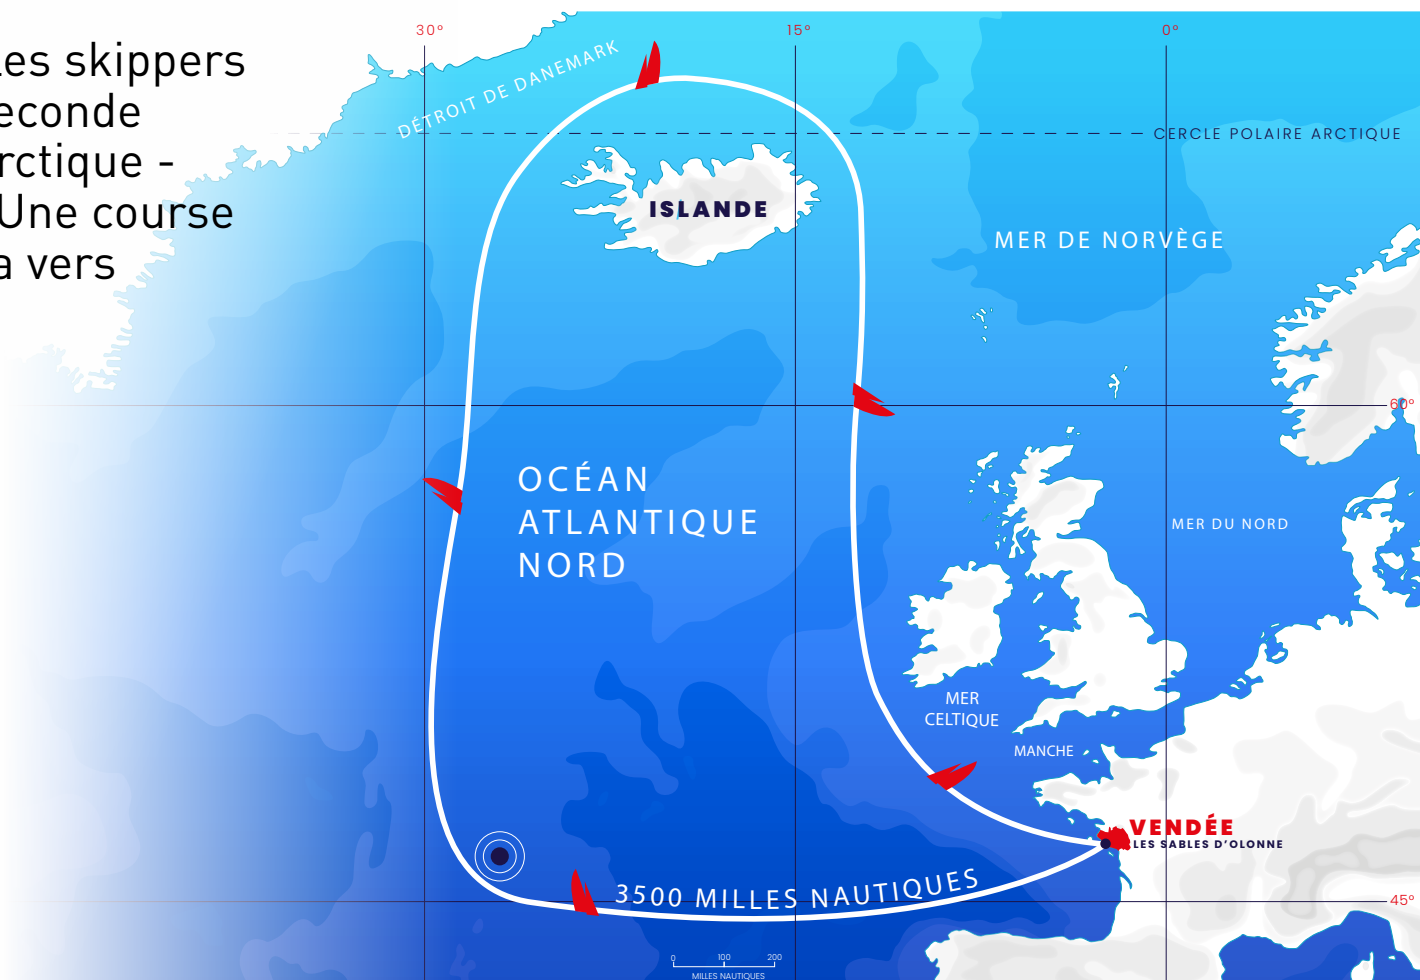 Les skippers
econde
rctique -
Une course
a vers
30°
15°
0°
DÉTROIT DE DANEMARK
CERCLE POLAIRE ARCTIQUE
ISLANDE
MER DE NORVÈGE
60°
OCÉAN
ATLANTIQUE
NORD
MER DU NORD
MER
CELTIQUE
MANCHE
VENDÉE
LES SABLES D'OLONNE
3500 MILLES NAUTIQUES
45°
0 100 200
MILLES NAUTIQUES